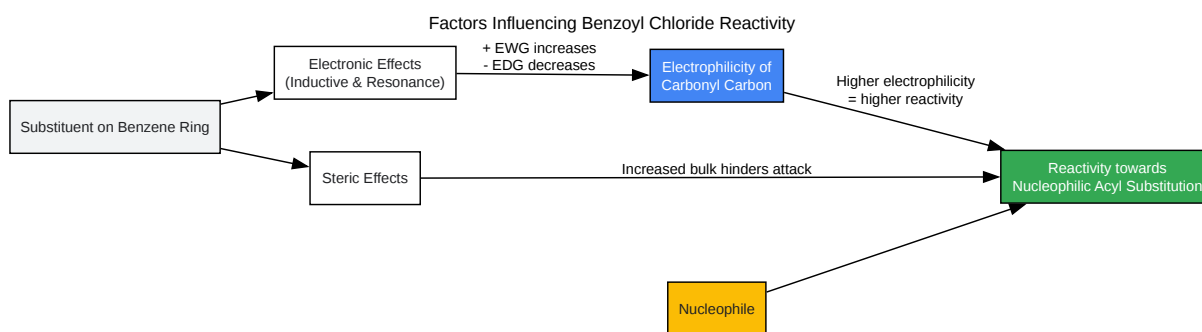 Factors Influencing Benzoyl Chloride Reactivity
Substituent on Benzene Ring
Electronic Effects
(Inductive & Resonance)
+ EWG increases
- EDG decreases
Electrophilicity of
Carbonyl Carbon
Higher electrophilicity
= higher reactivity
Steric Effects
Increased bulk hinders attack
Reactivity towards
Nucleophilic Acyl Substitution
Nucleophile